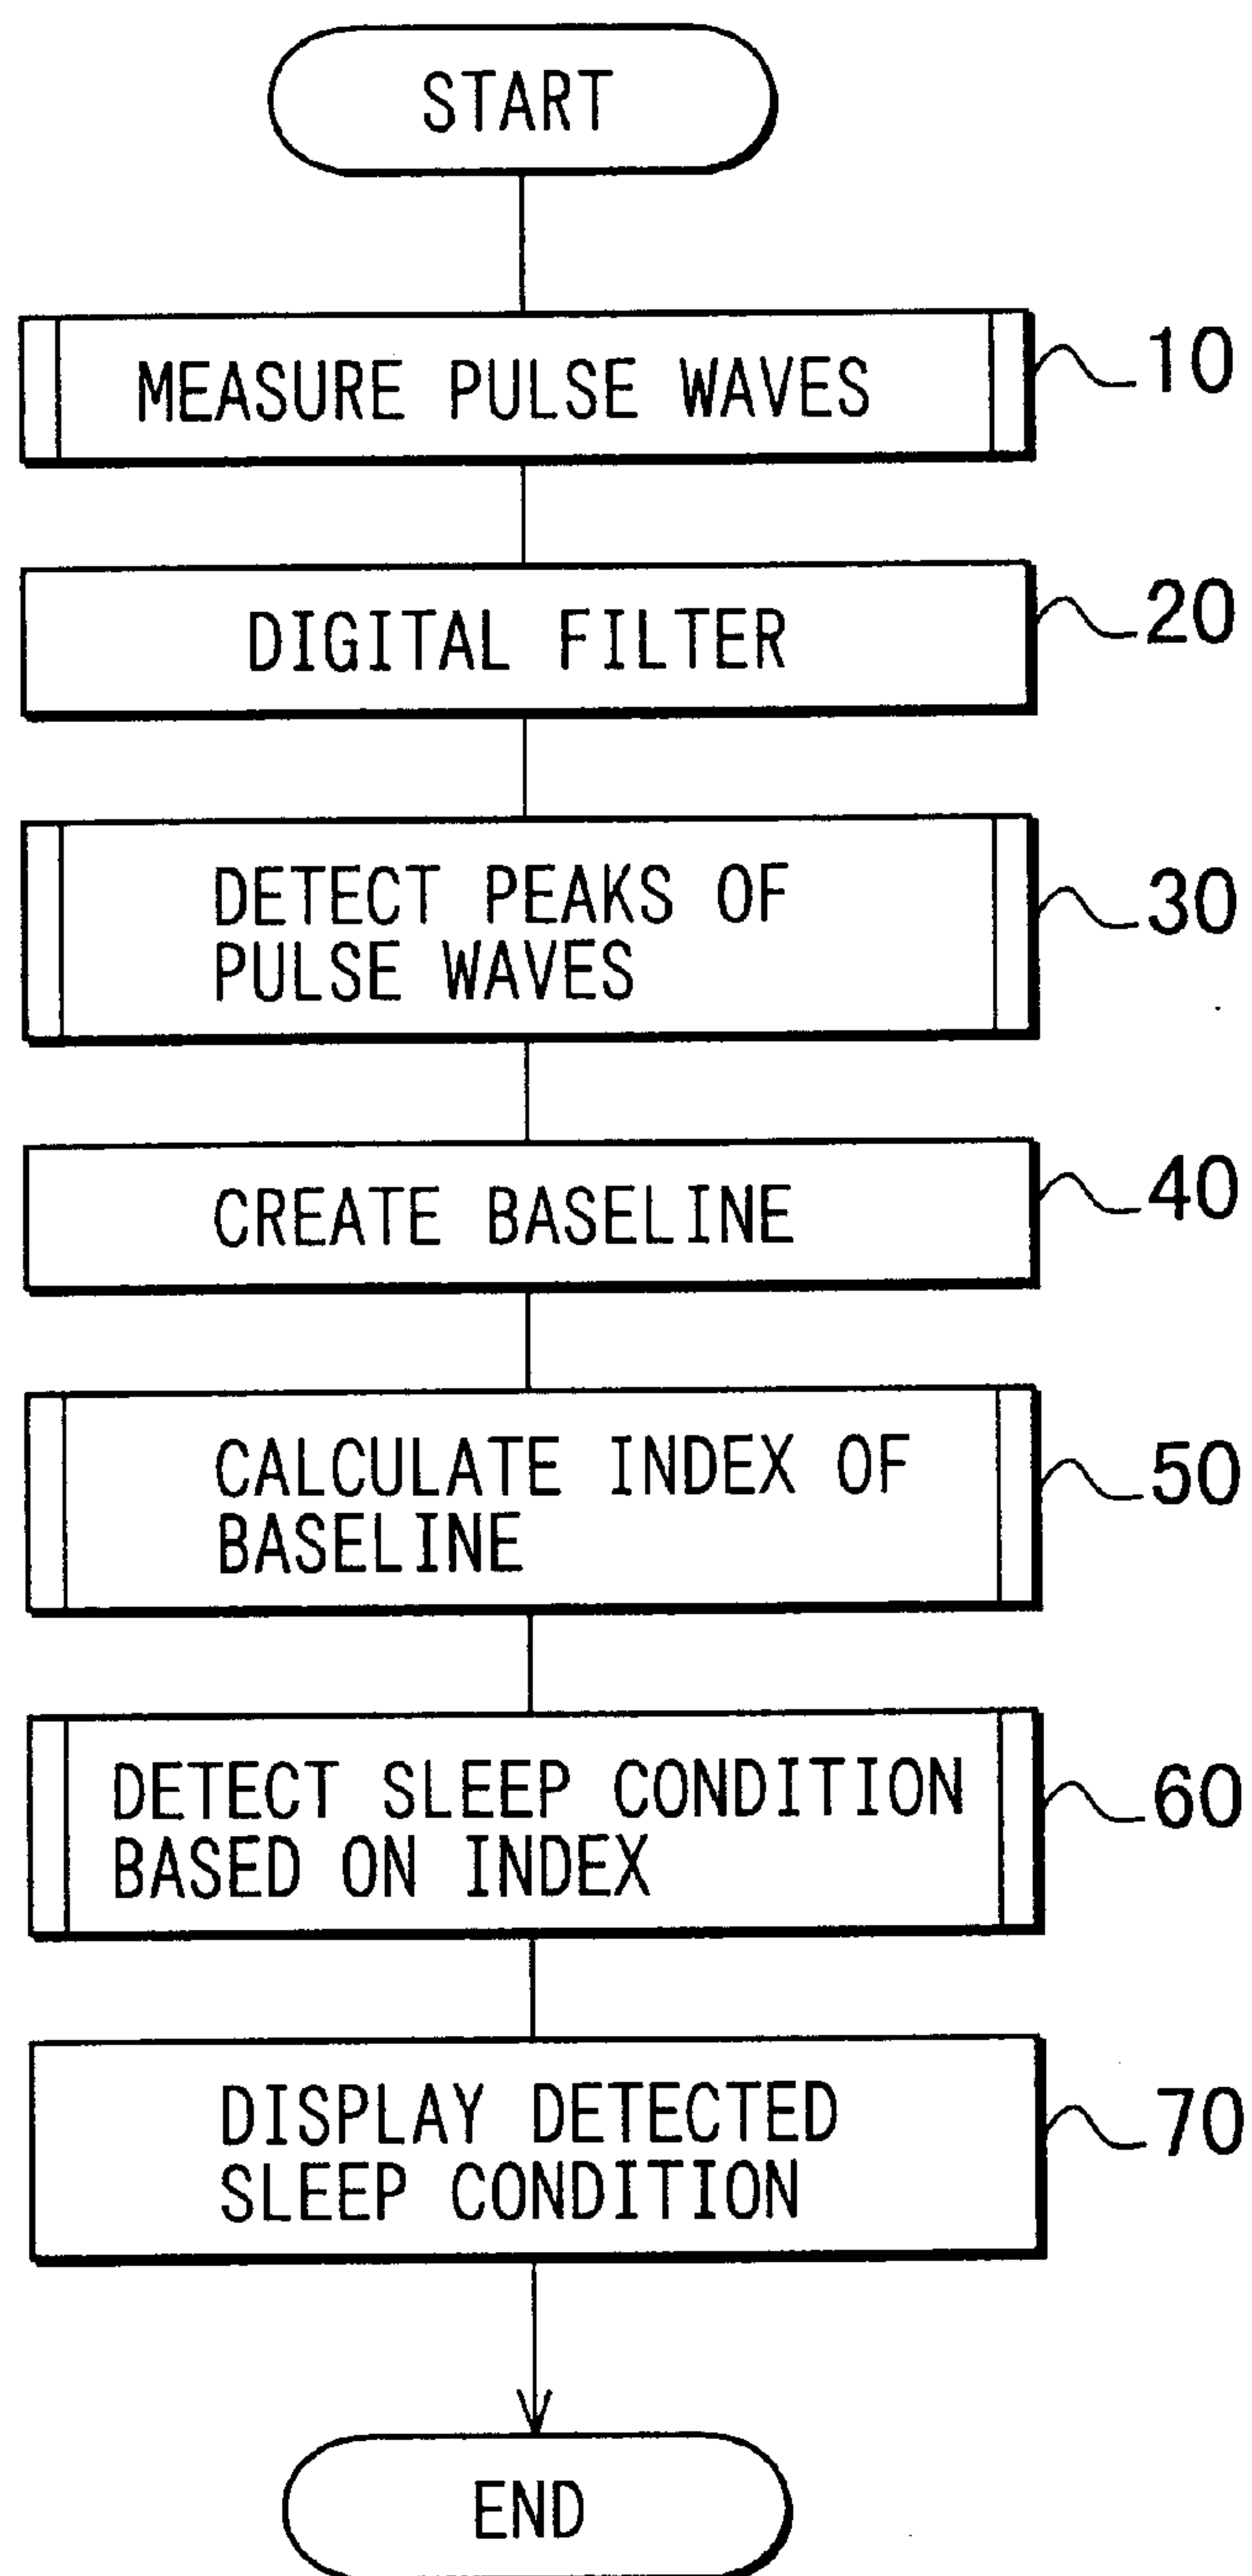 START
MEASURE PULSE WAVES
10
DIGITAL FILTER
20
DETECT PEAKS OF
PULSE WAVES
30
CREATE BASELINE
40
CALCULATE INDEX OF
BASELINE
50
DETECT SLEEP CONDITION
BASED ON INDEX
60
DISPLAY DETECTED
SLEEP CONDITION
70
END